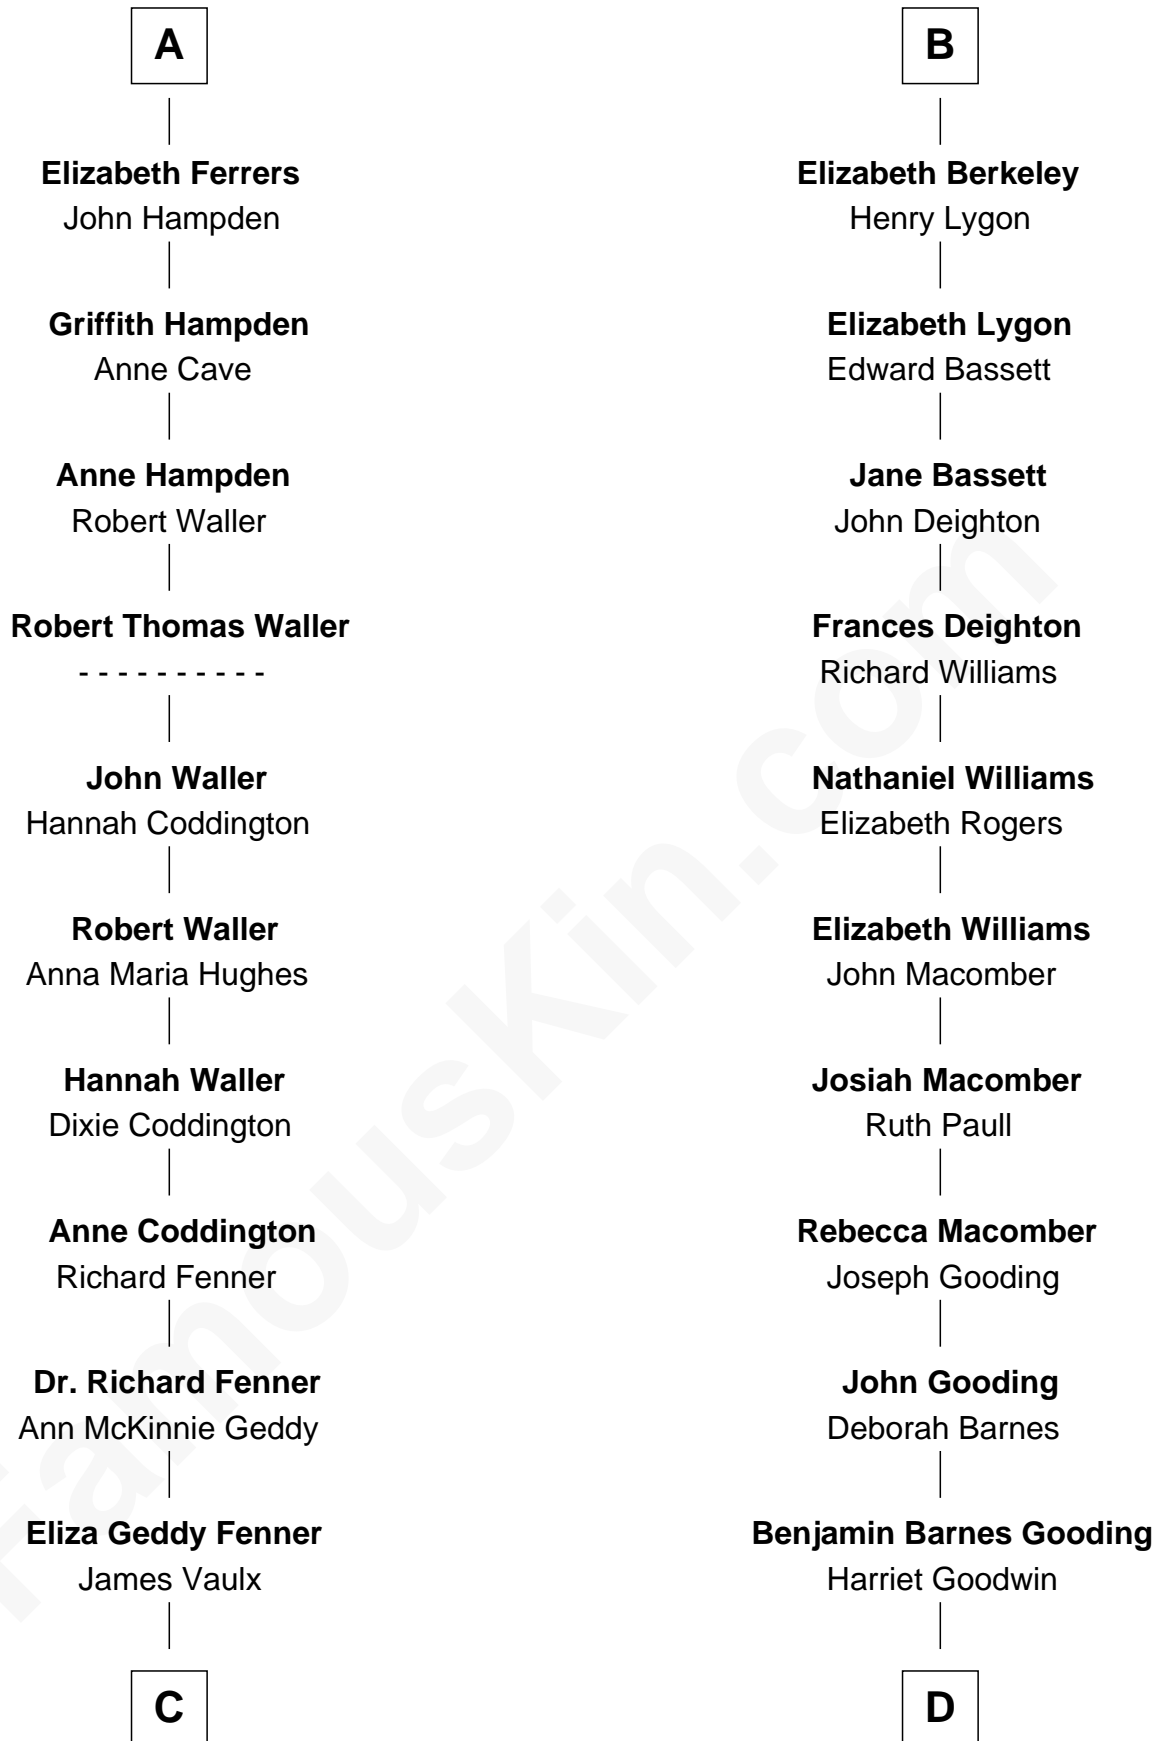 A
Elizabeth Ferrers
John Hampden
Griffith Hampden
Anne Cave
Anne Hampden
Robert Waller
Robert Thomas Waller
- - - - - - - - - -
John Waller
Hannah Coddington
Robert Waller
Anna Maria Hughes
Hannah Waller
Dixie Coddington
Anne Coddington
Richard Fenner
Dr. Richard Fenner
Ann McKinnie Geddy
Eliza Geddy Fenner
James Vaulx
C
B
Elizabeth Berkeley
Henry Lygon
Elizabeth Lygon
Edward Bassett
Jane Bassett
John Deighton
Frances Deighton
Richard Williams
Nathaniel Williams
Elizabeth Rogers
Elizabeth Williams
John Macomber
Josiah Macomber
Ruth Paull
Rebecca Macomber
Joseph Gooding
John Gooding
Deborah Barnes
Benjamin Barnes Gooding
Harriet Goodwin
D
FamousKin.com